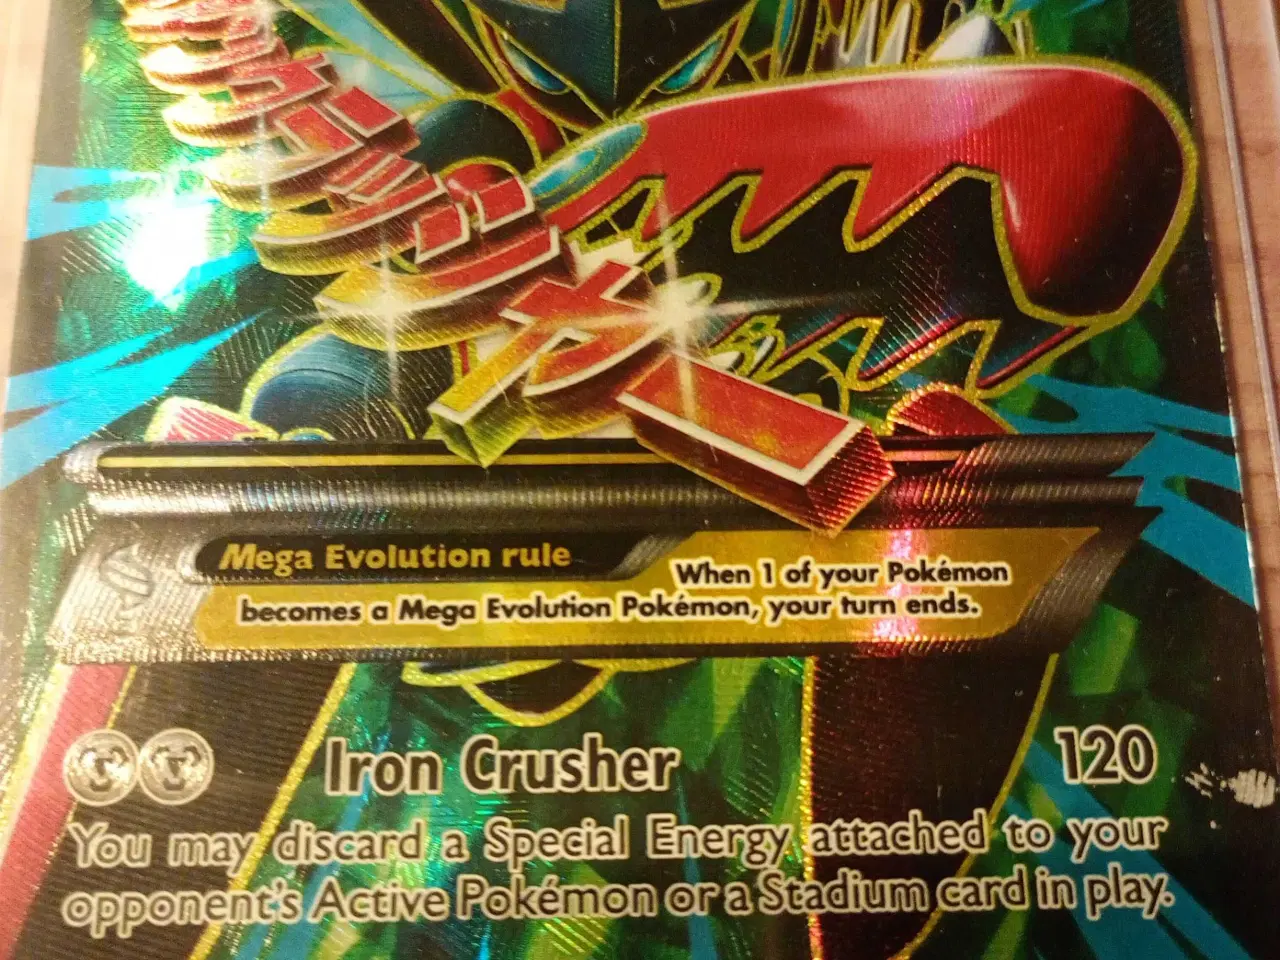 Mega Evolution rule
When 1 of your Pokémon
becomes a Mega Evolution Pokémon, your turn ends.
Iron Crusher 120
You may discard a Special Energy attached to your
opponent's Active Pokémon or a Stadium card in play.